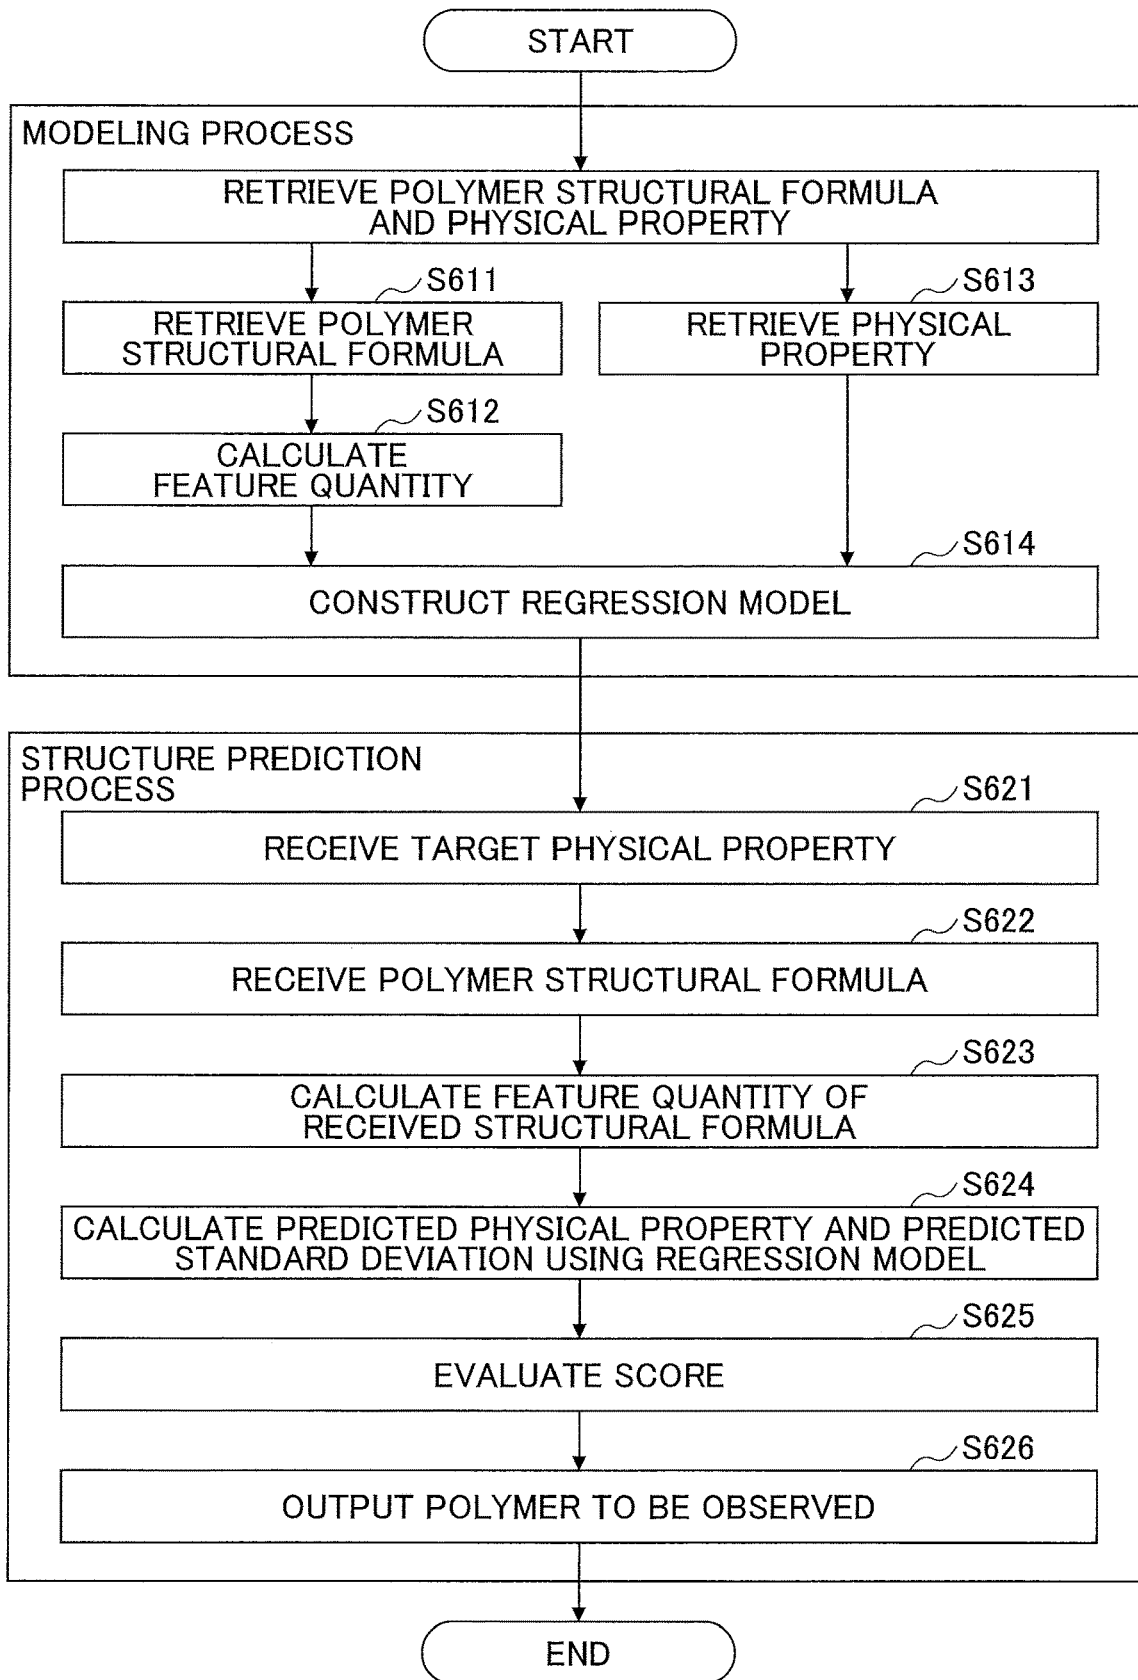 START
MODELING PROCESS
RETRIEVE POLYMER STRUCTURAL FORMULA
AND PHYSICAL PROPERTY
S611
RETRIEVE POLYMER
STRUCTURAL FORMULA
S613
RETRIEVE PHYSICAL
PROPERTY
S612
CALCULATE
FEATURE QUANTITY
S614
CONSTRUCT REGRESSION MODEL
STRUCTURE PREDICTION
PROCESS
S621
RECEIVE TARGET PHYSICAL PROPERTY
S622
RECEIVE POLYMER STRUCTURAL FORMULA
S623
CALCULATE FEATURE QUANTITY OF
RECEIVED STRUCTURAL FORMULA
S624
CALCULATE PREDICTED PHYSICAL PROPERTY AND PREDICTED
STANDARD DEVIATION USING REGRESSION MODEL
S625
EVALUATE SCORE
S626
OUTPUT POLYMER TO BE OBSERVED
END